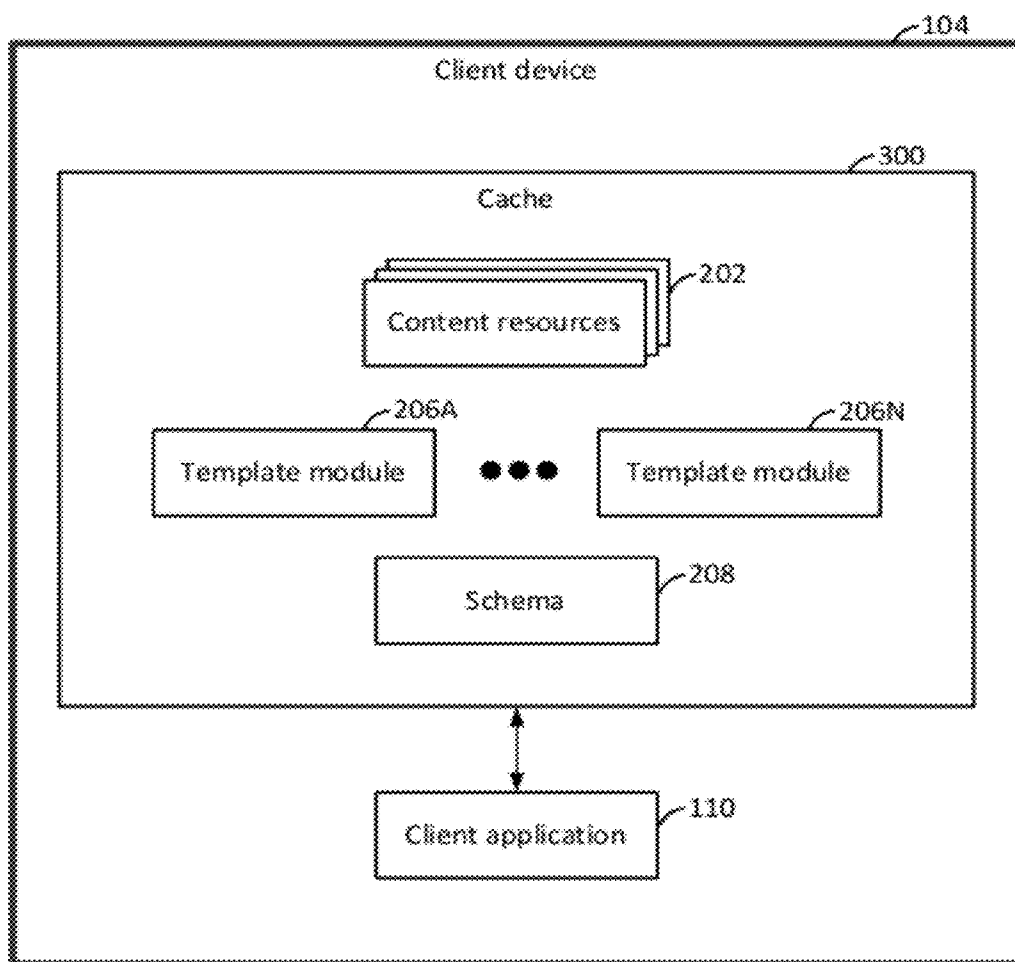 104
Client device
300
Cache
202
Content resources
206A
206N
Template module
Template module
208
Schema
110
Client application